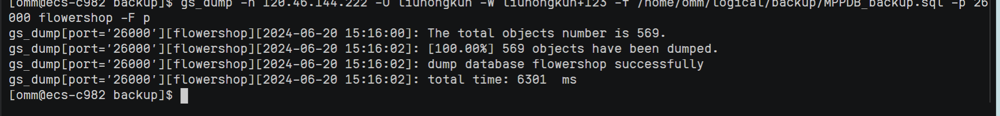 [omm@ecs-c982 backup]$ gs_dump -h 120.46.144.222 -U liuhongkun -W liuhongkun+123 -f /home/omm/logical/backup/MPPDB_backup.sql -p 26
000 flowershop -F p
gs_dump[port='26000'][flowershop][2024-06-20 15:16:00]: The total objects number is 569.
gs_dump[port='26000'][flowershop][2024-06-20 15:16:02]: [100.00%] 569 objects have been dumped.
gs_dump[port='26000'][flowershop][2024-06-20 15:16:02]: dump database flowershop successfully
gs_dump[port='26000'][flowershop][2024-06-20 15:16:02]: total time: 6301  ms
[omm@ecs-c982 backup]$